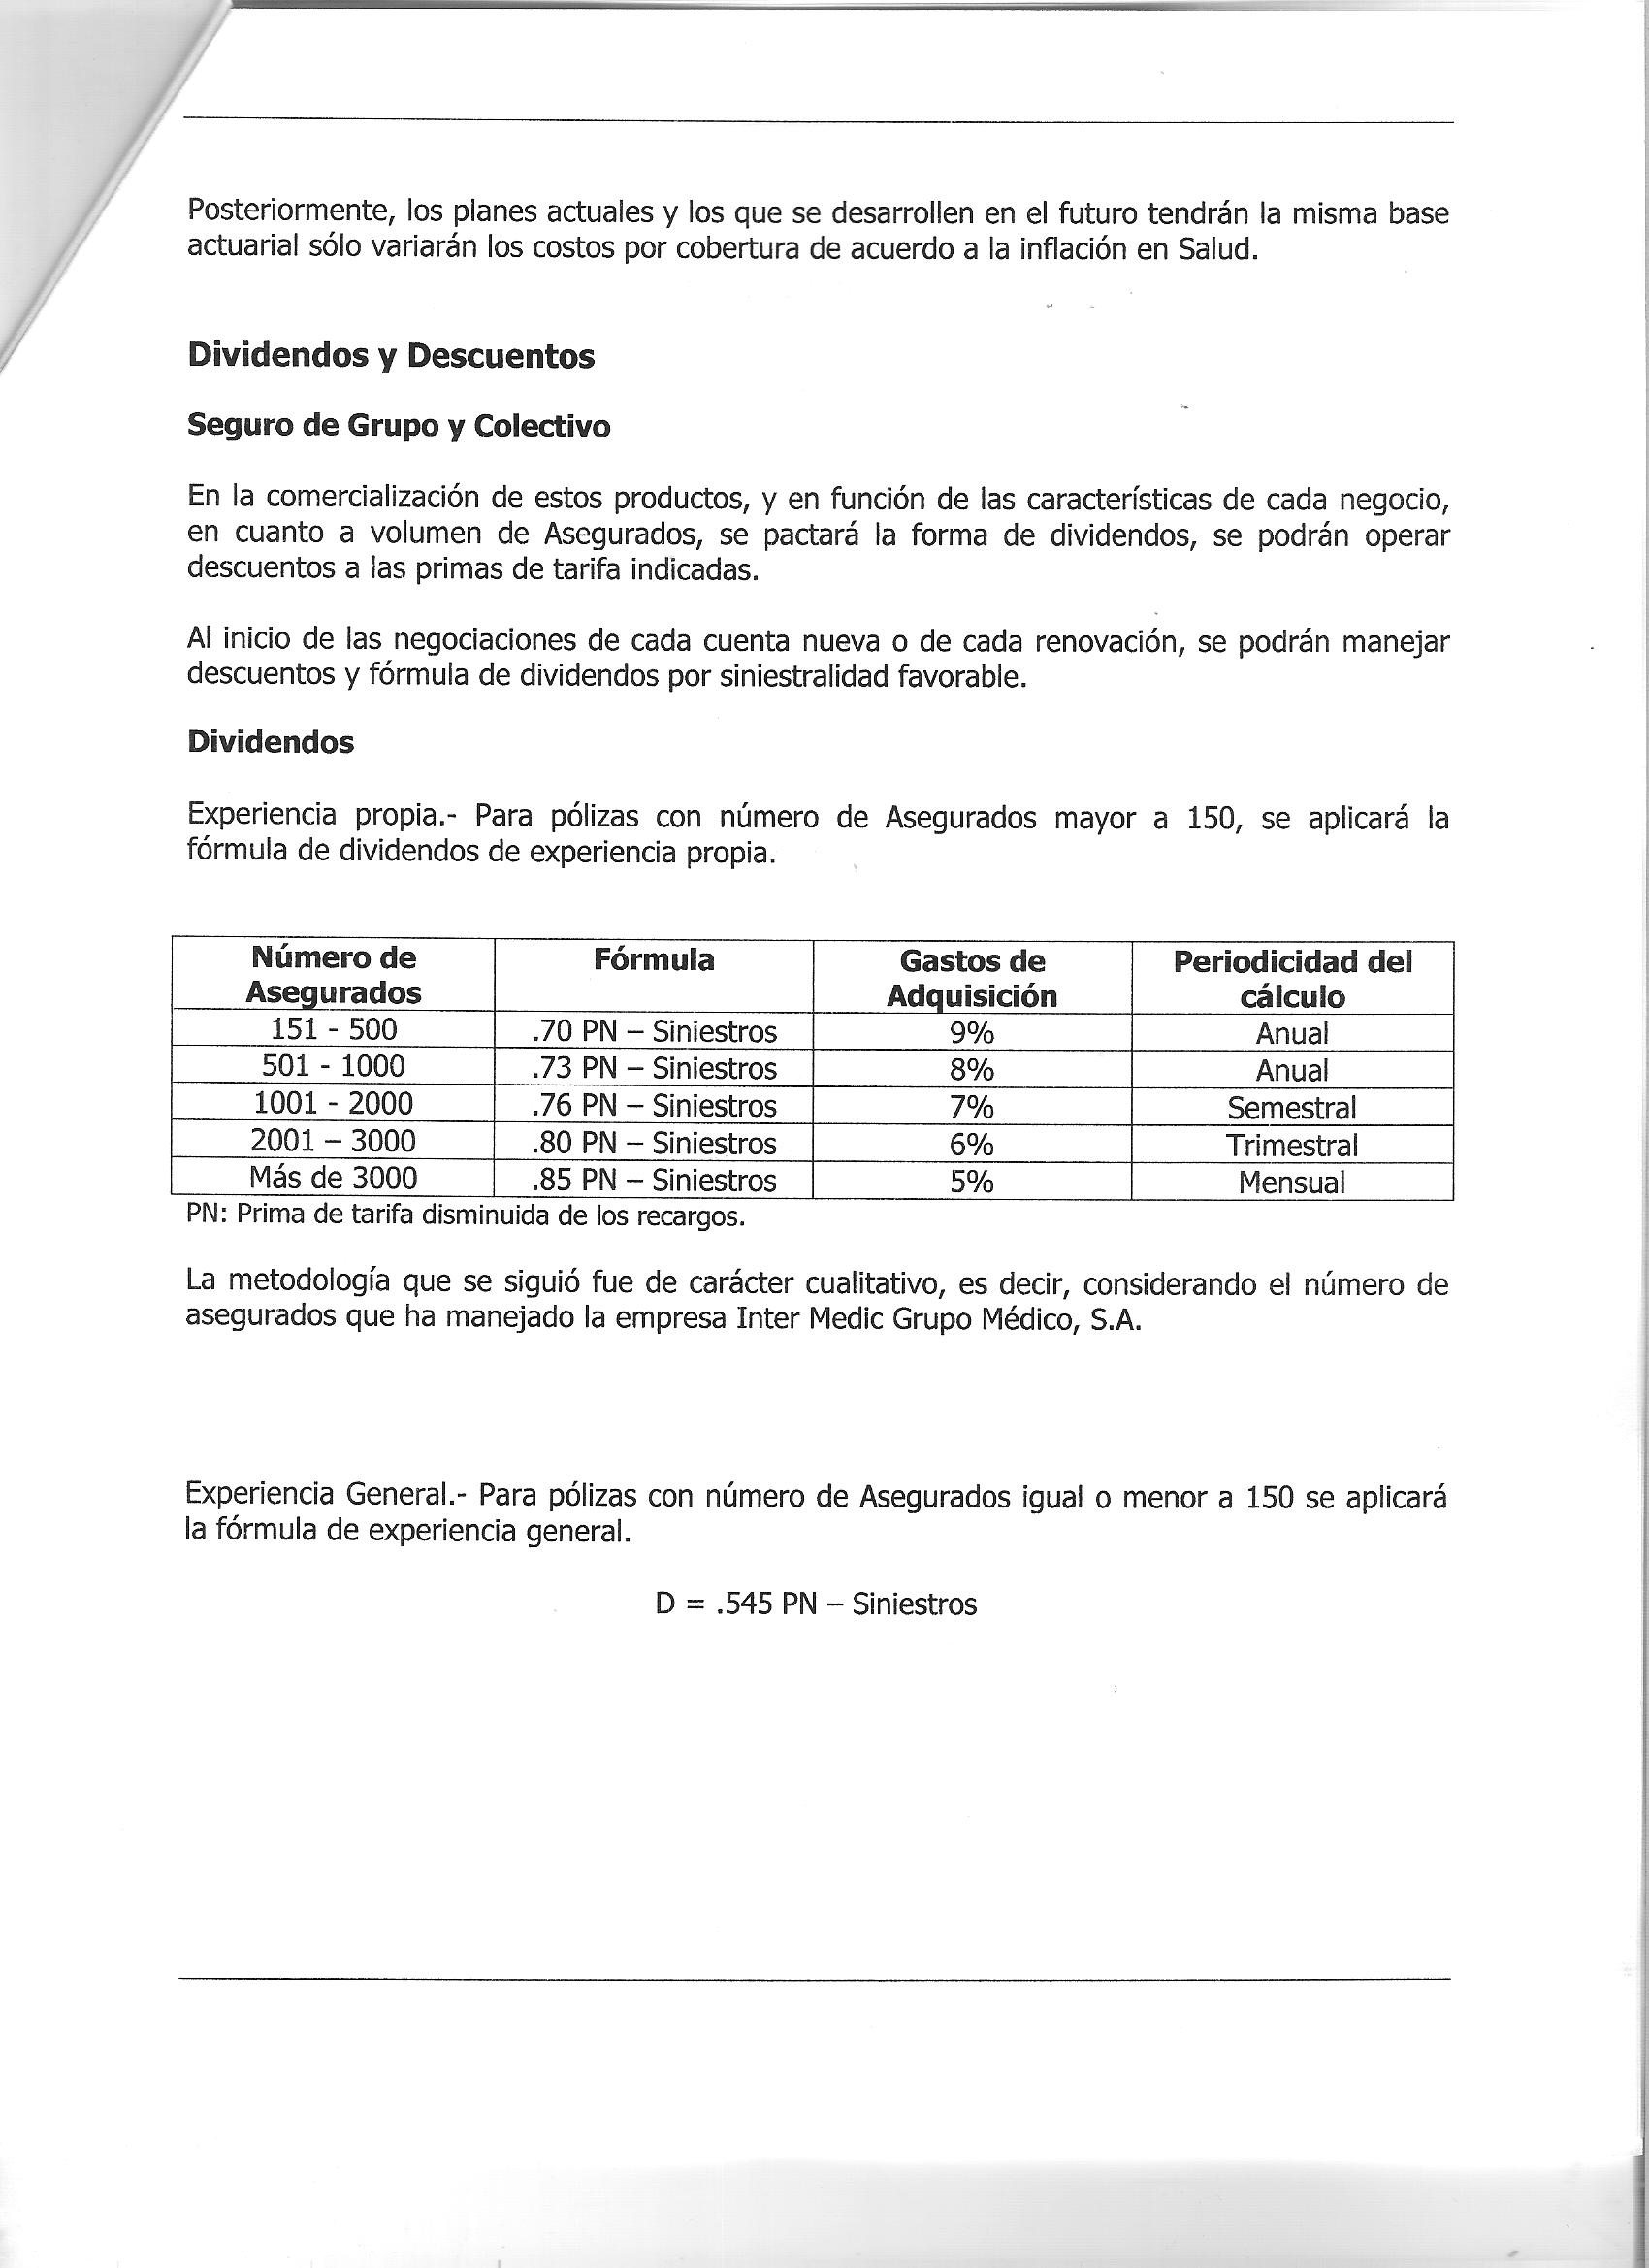 Posteriormente, los planes actuales y los que se desarrollen en el futuro tendrán la misma base
actuarial sólo variarán los costos por cobertura de acuerdo a la inflación en Salud.
Dividendos y Descuentos
Seguro de Grupo y Colectivo
En la comercialización de estos productos, y en función de las características de cada negocio,
en cuanto a volumen de Asegurados, se pactará la forma de dividendos, se podrán operar
descuentos a las primas de tarifa indicadas.
Al inicio de las negociaciones de cada cuenta nueva o de cada renovación, se podrán manejar
descuentos y fórmula de dividendos por siniestralidad favorable.
Dividendos
Experiencia propia.- Para pólizas con número de Asegurados mayor a 150, se aplicará la
fórmula de dividendos de experiencia propia.
Número de Asegurados Fórmula Gastos de Adquisición Periodicidad del cálculo
151 - 500 .70 PN – Siniestros 9% Anual
501 - 1000 .73 PN – Siniestros 8% Anual
1001 - 2000 .76 PN – Siniestros 7% Semestral
2001 – 3000 .80 PN – Siniestros 6% Trimestral
Más de 3000 .85 PN – Siniestros 5% Mensual
PN: Prima de tarifa disminuida de los recargos.
La metodología que se siguió fue de carácter cualitativo, es decir, considerando el número de
asegurados que ha manejado la empresa Inter Medic Grupo Médico, S.A.
Experiencia General.- Para pólizas con número de Asegurados igual o menor a 150 se aplicará
la fórmula de experiencia general.
D = .545 PN – Siniestros